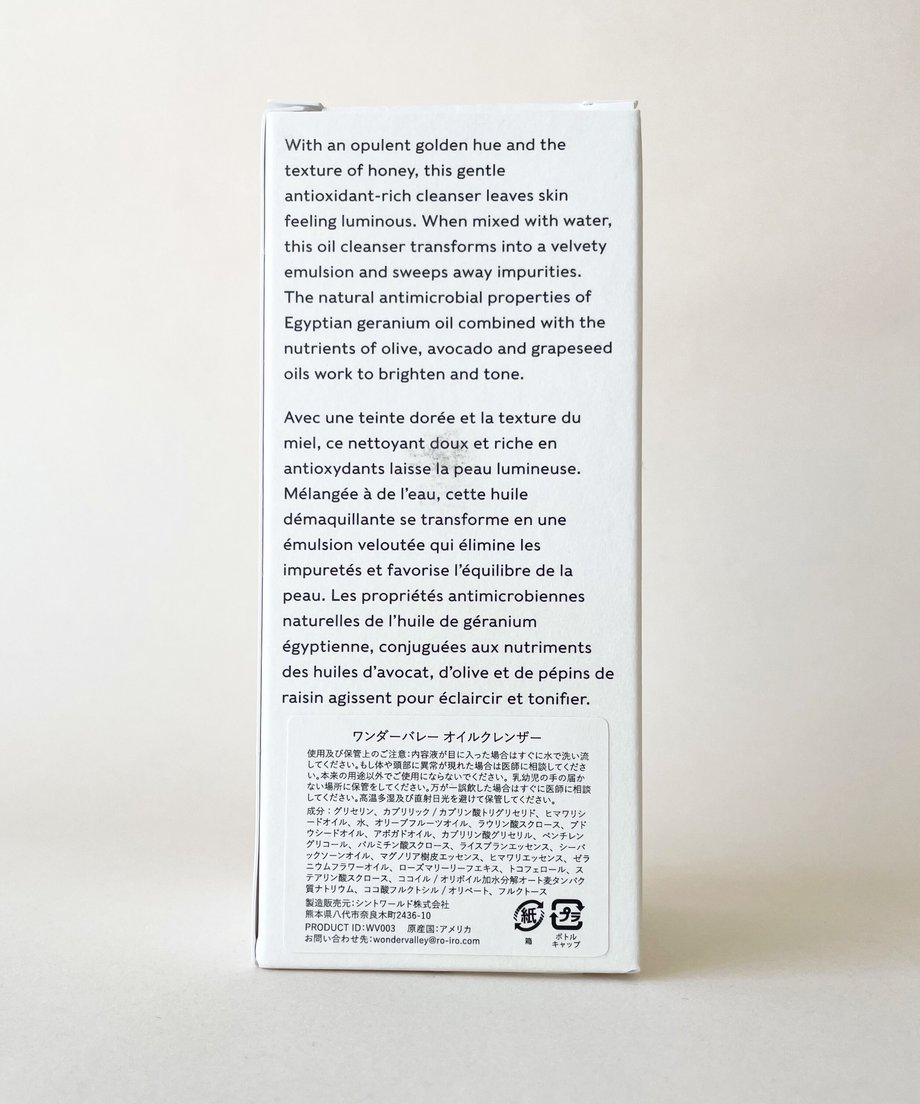 With an opulent golden hue and the
texture of honey, this gentle
antioxidant-rich cleanser leaves skin
feeling luminous. When mixed with water,
this oil cleanser transforms into a velvety
emulsion and sweeps away impurities.
The natural antimicrobial properties of
Egyptian geranium oil combined with the
nutrients of olive, avocado and grapeseed
oils work to brighten and tone.
Avec une teinte dorée et la texture du
miel, ce nettoyant doux et riche en
antioxydants laisse la peau lumineuse.
Mélangée à de l’eau, cette huile
démaquillante se transforme en une
émulsion veloutée qui élimine les
impuretés et favorise l’équilibre de la
peau. Les propriétés antimicrobiennes
naturelles de l’huile de géranium
égyptienne, conjuguées aux nutriments
des huiles d’avocat, d’olive et de pépins de
raisin agissent pour éclaircir et tonifier.
ワンダーバレー オイルクレンザー
使用及び保管上のご注意：内容液が目に入った場合はすぐに水で洗い流
してください。もし体や頭部に異常が現れた場合は医師に相談してくださ
い。本来の用途以外でご使用にならないでください。乳幼児の手の届か
ない場所に保管をしてください。万が一誤飲した場合はすぐに医師に相談
してください。高温多湿及び直射日光を避けて保管してください。
成分：グリセリン、カプリリック / カプリン酸トリグリセリド、ヒマワリシ
ードオイル、水、オリーブフルーツオイル、ラウリン酸スクロース、ブド
ウシードオイル、アボガドオイル、カプリリン酸グリセリル、ペンチレン
グリコール、パルミチン酸スクロース、ライスブランエッセンス、シーバ
ックソーンオイル、マグノリア樹皮エッセンス、ヒマワリエッセンス、ゼラ
ニウムフラワーオイル、ローズマリーリーフエキス、トコフェロール、ス
テアリン酸スクロース、ココイル / オリボイル加水分解オート麦タンパク
質ナトリウム、ココ酸フルクトシル / オリベート、フルクトース
製造販売元：シントワールド株式会社
熊本県八代市奈良木町2436-10
PRODUCT ID：WV003 原産国：アメリカ
お問い合わせ先：wondervalley@ro-iro.com
紙 プラ
箱 ボトル
キャップ